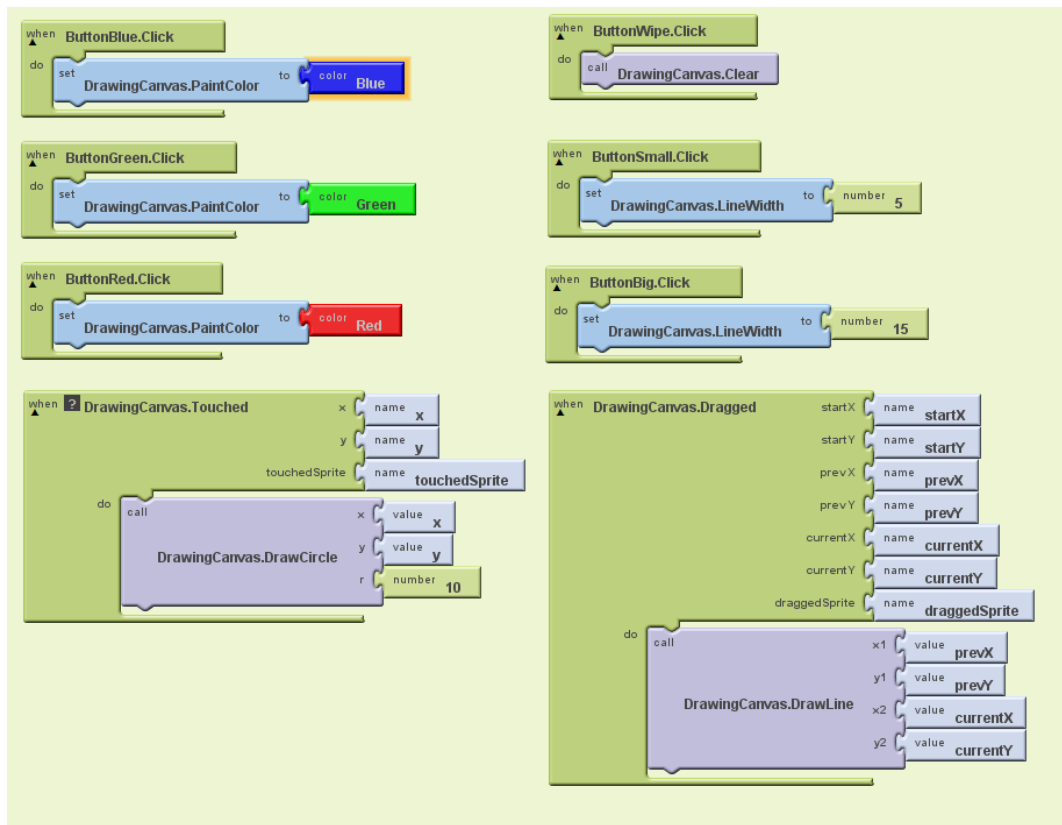 when ButtonBlue.Click
do set DrawingCanvas.PaintColor to color Blue
when ButtonGreen.Click
do set DrawingCanvas.PaintColor to color Green
when ButtonRed.Click
do set DrawingCanvas.PaintColor to color Red
when ? DrawingCanvas.Touched x name x
y name y
touchedSprite name touchedSprite
do call x value x
DrawingCanvas.DrawCircle y value y
r number 10
when ButtonWipe.Click
do call DrawingCanvas.Clear
when ButtonSmall.Click
do set DrawingCanvas.LineWidth to number 5
when ButtonBig.Click
do set DrawingCanvas.LineWidth to number 15
when DrawingCanvas.Dragged startX name startX
startY name startY
prevX name prevX
prevY name prevY
currentX name currentX
currentY name currentY
draggedSprite name draggedSprite
do call x1 value prevX
y1 value prevY
DrawingCanvas.DrawLine x2 value currentX
y2 value currentY